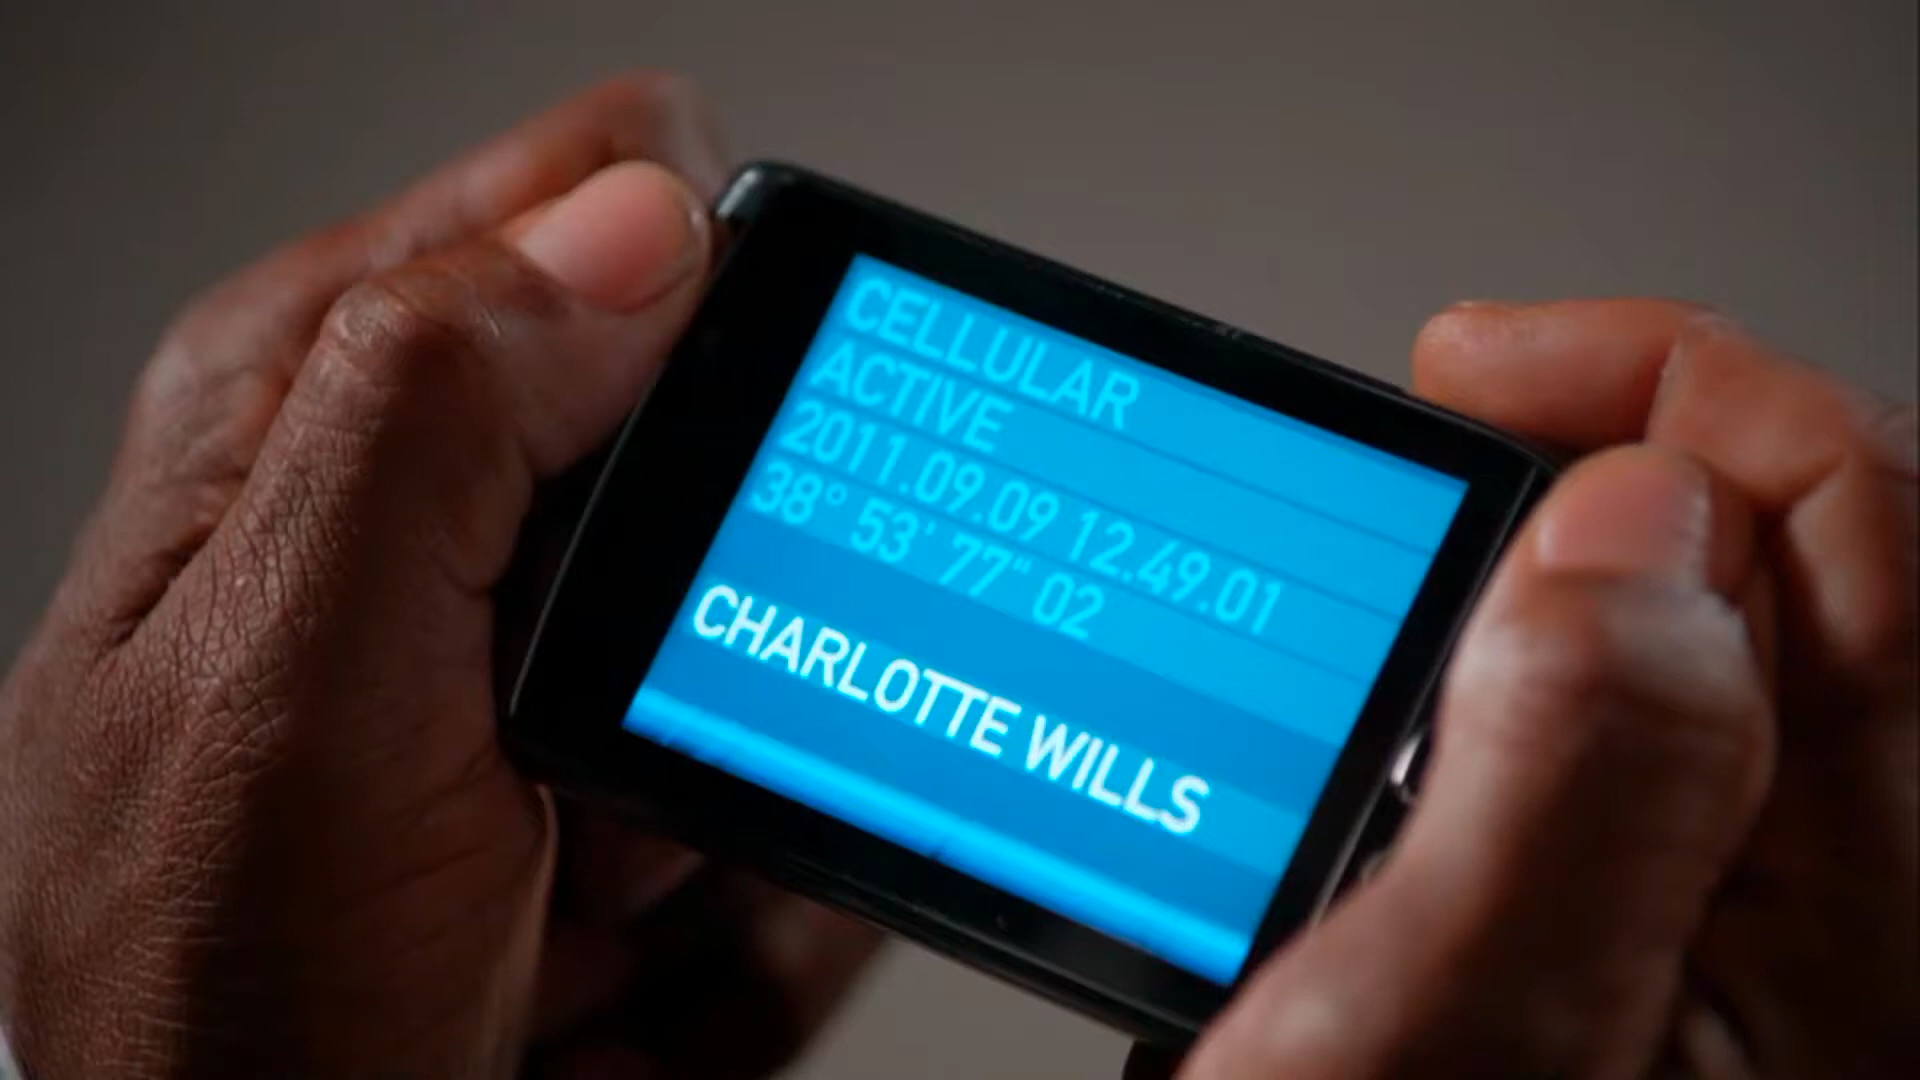 CELLULAR
ACTIVE
2011.09.09 12.49.01
38° 53' 77" 02
CHARLOTTE WILLS